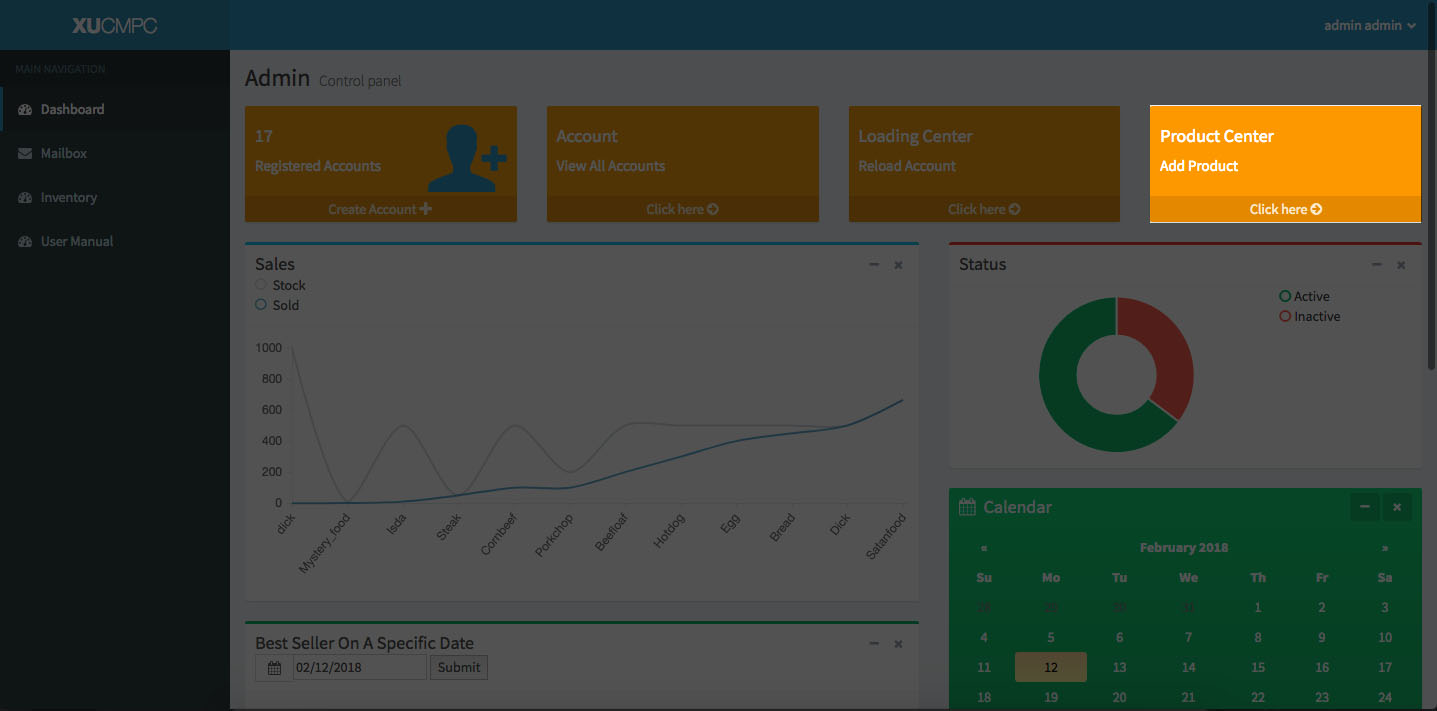 XUCMPC
admin admin
MAIN NAVIGATION
Dashboard
Mailbox
Inventory
User Manual
Admin Control panel
17
Registered Accounts
Create Account
Account
View All Accounts
Click here
Loading Center
Reload Account
Click here
Product Center
Add Product
Click here
Sales
Stock
Sold
1000
800
600
400
200
0
dick
Mystery_food
Isda
Steak
Cornbeef
Porkchop
Beefloaf
Hotdog
Egg
Bread
Dick
Satanfood
Status
Active
Inactive
Calendar
« February 2018 »
Su Mo Tu We Th Fr Sa
28 29 30 31 1 2 3
4 5 6 7 8 9 10
11 12 13 14 15 16 17
18 19 20 21 22 23 24
Best Seller On A Specific Date
02/12/2018 Submit